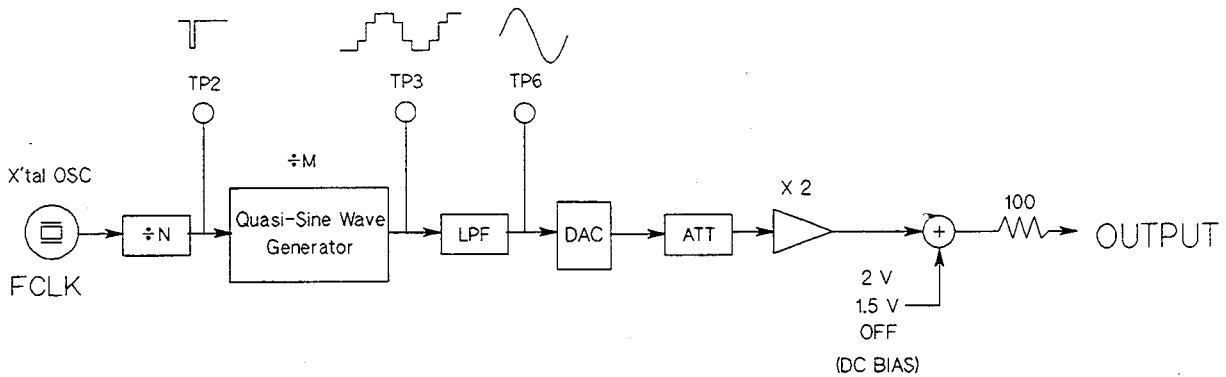 TP2
TP3
TP6
X'tal OSC
÷M
X 2
÷N
Quasi-Sine Wave
Generator
LPF
DAC
ATT
+
100
OUTPUT
FCLK
2 V
1.5 V
OFF
(DC BIAS)